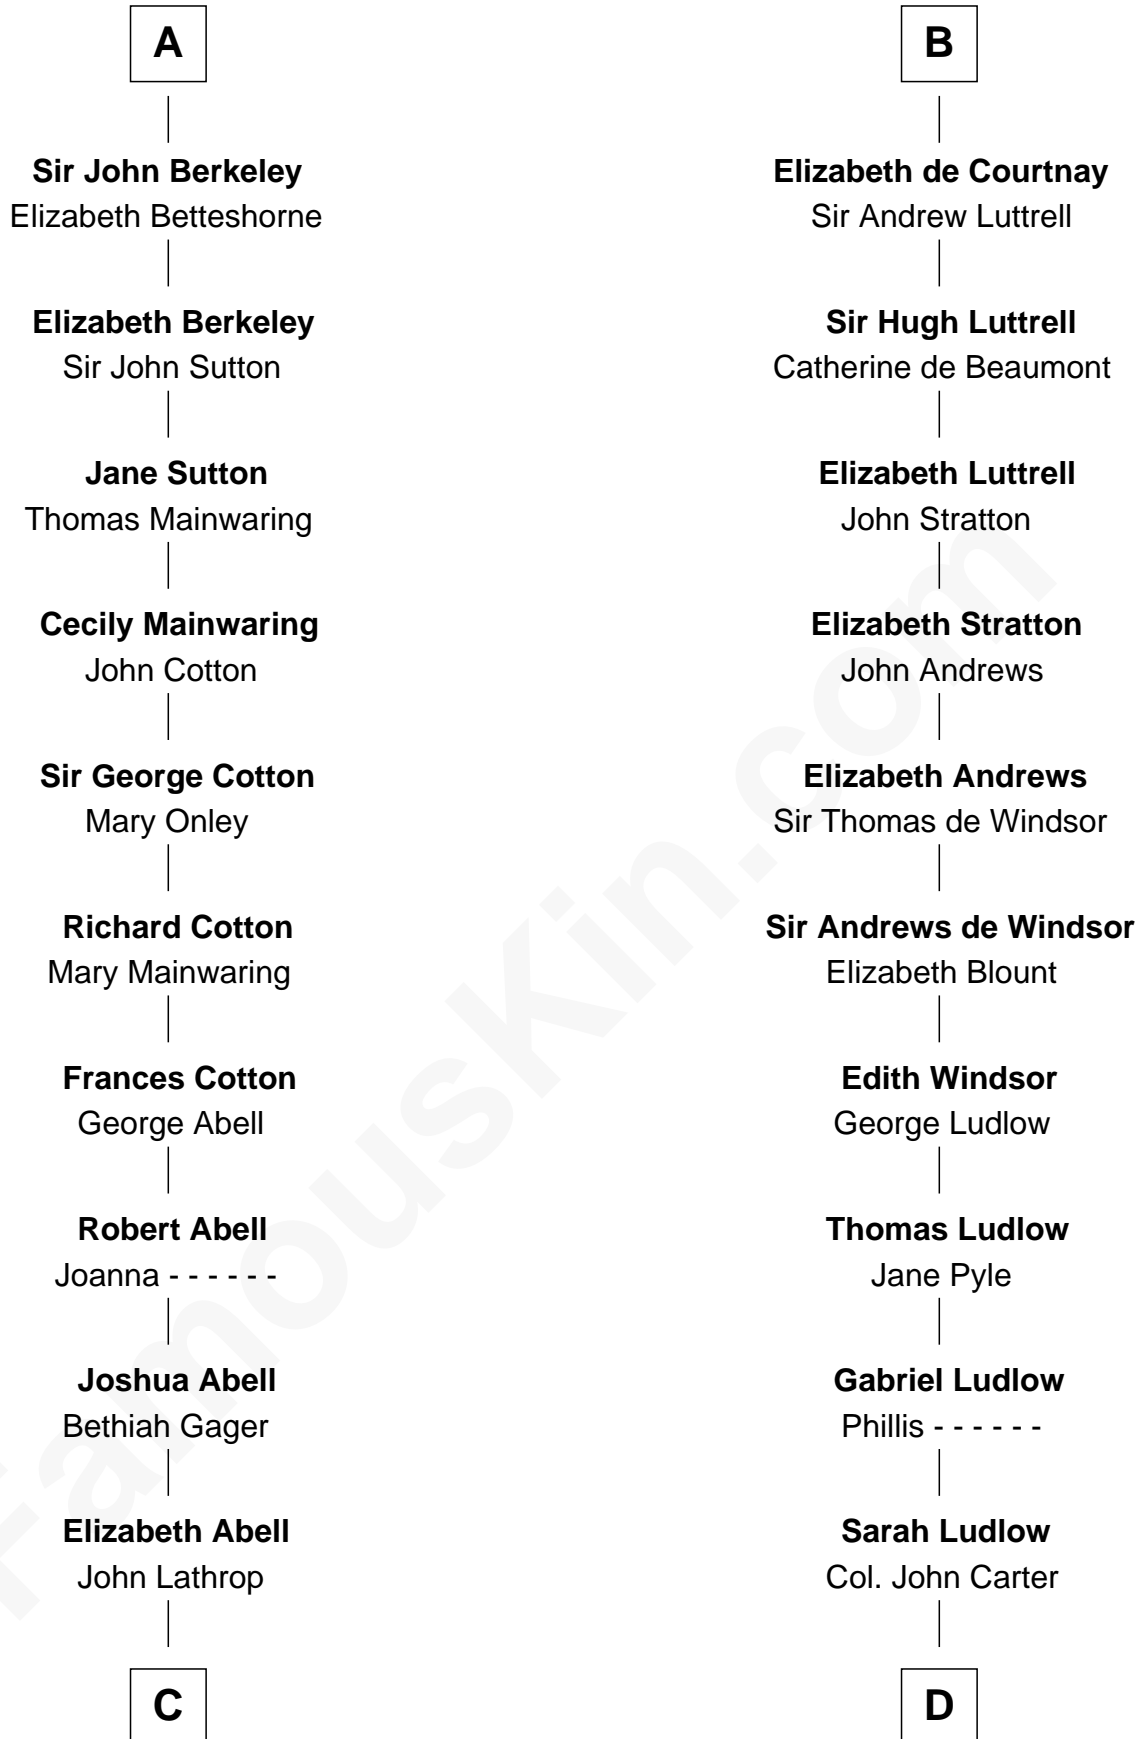 A
Sir John Berkeley
Elizabeth Betteshorne
Elizabeth Berkeley
Sir John Sutton
Jane Sutton
Thomas Mainwaring
Cecily Mainwaring
John Cotton
Sir George Cotton
Mary Onley
Richard Cotton
Mary Mainwaring
Frances Cotton
George Abell
Robert Abell
Joanna - - - - - -
Joshua Abell
Bethiah Gager
Elizabeth Abell
John Lathrop
C
B
Elizabeth de Courtnay
Sir Andrew Luttrell
Sir Hugh Luttrell
Catherine de Beaumont
Elizabeth Luttrell
John Stratton
Elizabeth Stratton
John Andrews
Elizabeth Andrews
Sir Thomas de Windsor
Sir Andrews de Windsor
Elizabeth Blount
Edith Windsor
George Ludlow
Thomas Ludlow
Jane Pyle
Gabriel Ludlow
Phillis - - - - - -
Sarah Ludlow
Col. John Carter
D
FamousKin.com